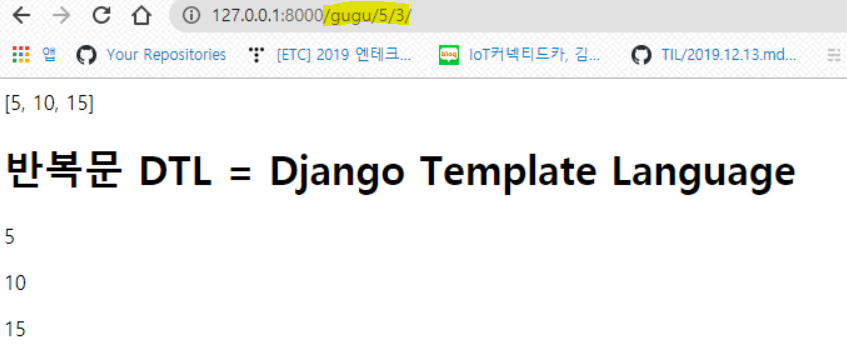 127.0.0.1:8000/gugu/5/3/
앱 Your Repositories [ETC] 2019 엔테크... blog IoT커넥티드카, 김... TIL/2019.12.13.md...
[5, 10, 15]
반복문 DTL = Django Template Language
5
10
15